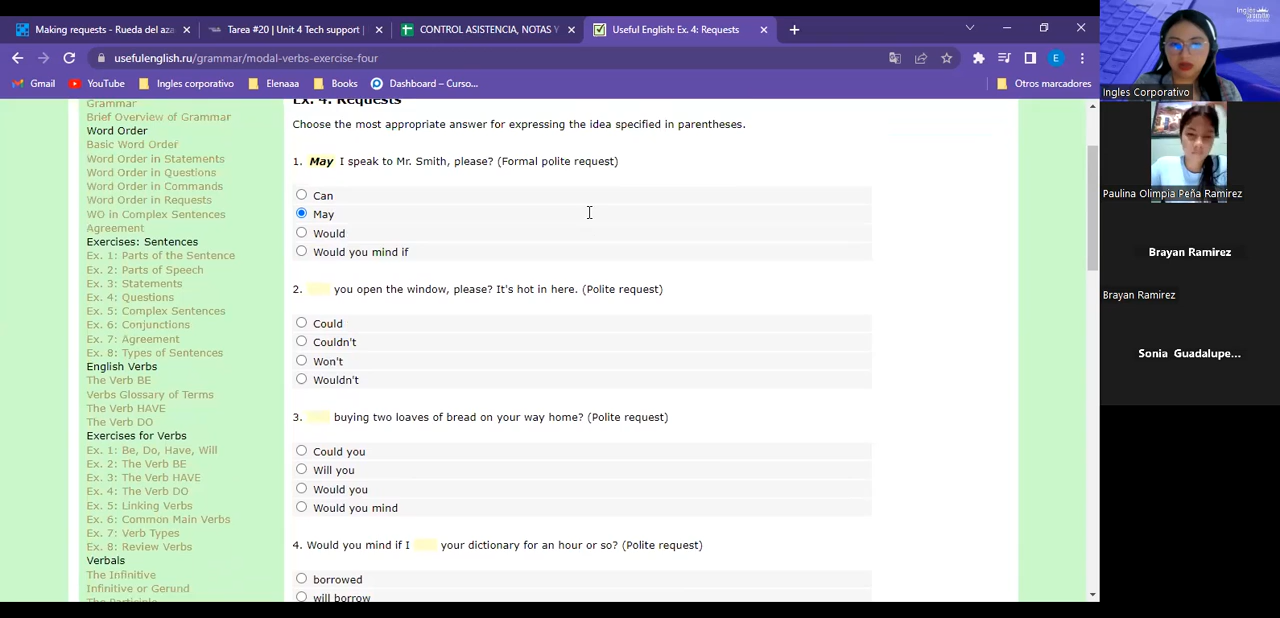 Making requests - Rueda del aza
Tarea #20 | Unit 4 Tech support |
CONTROL ASISTENCIA, NOTAS Y
Useful English: Ex. 4: Requests
usefulenglish.ru/grammar/modal-verbs-exercise-four
E
Gmail
YouTube
Ingles corporativo
Elenaaa
Books
Dashboard – Curso...
Otros marcadores
Grammar
Brief Overview of Grammar
Word Order
Basic Word Order
Word Order in Statements
Word Order in Questions
Word Order in Commands
Word Order in Requests
WO in Complex Sentences
Agreement
Exercises: Sentences
Ex. 1: Parts of the Sentence
Ex. 2: Parts of Speech
Ex. 3: Statements
Ex. 4: Questions
Ex. 5: Complex Sentences
Ex. 6: Conjunctions
Ex. 7: Agreement
Ex. 8: Types of Sentences
English Verbs
The Verb BE
Verbs Glossary of Terms
The Verb HAVE
The Verb DO
Exercises for Verbs
Ex. 1: Be, Do, Have, Will
Ex. 2: The Verb BE
Ex. 3: The Verb HAVE
Ex. 4: The Verb DO
Ex. 5: Linking Verbs
Ex. 6: Common Main Verbs
Ex. 7: Verb Types
Ex. 8: Review Verbs
Verbals
The Infinitive
Infinitive or Gerund
The Participle
Ex. 4. Requests
Choose the most appropriate answer for expressing the idea specified in parentheses.
1. May I speak to Mr. Smith, please? (Formal polite request)
Can
May
Would
Would you mind if
2. you open the window, please? It's hot in here. (Polite request)
Could
Couldn't
Won't
Wouldn't
3. buying two loaves of bread on your way home? (Polite request)
Could you
Will you
Would you
Would you mind
4. Would you mind if I your dictionary for an hour or so? (Polite request)
borrowed
will borrow
Ingles Corporativo
Paulina Olimpia Peña Ramirez
Brayan Ramirez
Brayan Ramirez
Sonia Guadalupe...